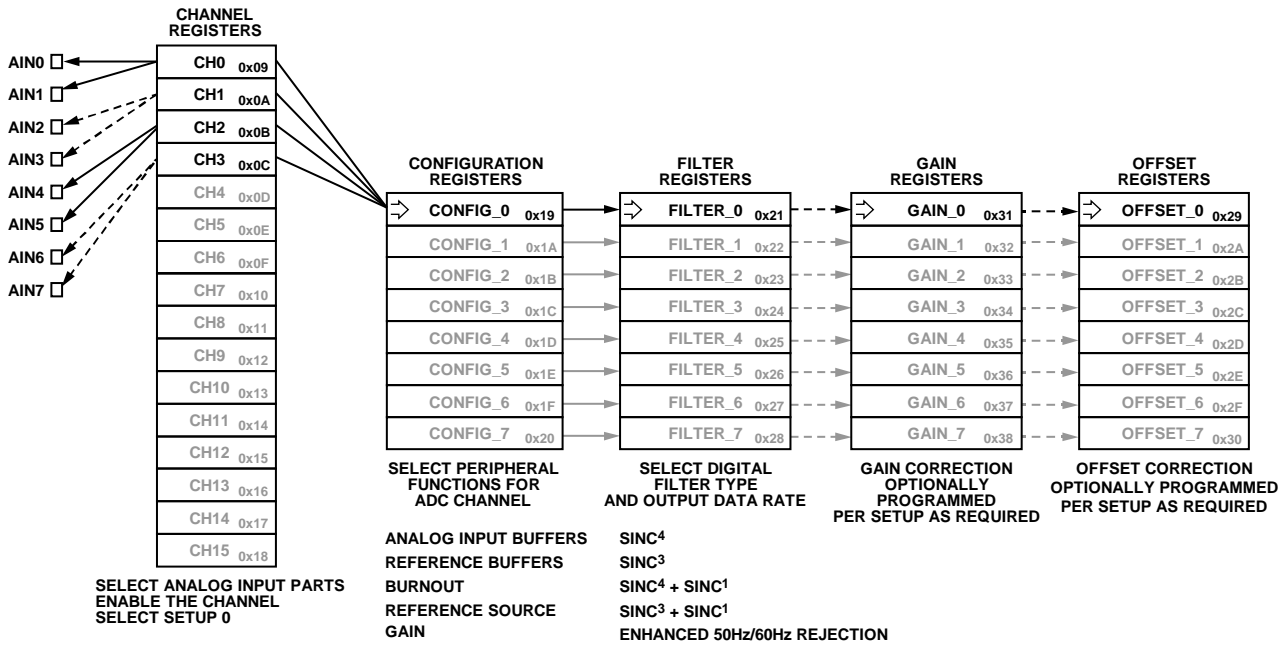 CHANNEL
REGISTERS
AIN0
AIN1
AIN2
AIN3
AIN4
AIN5
AIN6
AIN7
CH0 0x09
CH1 0x0A
CH2 0x0B
CH3 0x0C
CH4 0x0D
CH5 0x0E
CH6 0x0F
CH7 0x10
CH8 0x11
CH9 0x12
CH10 0x13
CH11 0x14
CH12 0x15
CH13 0x16
CH14 0x17
CH15 0x18
SELECT ANALOG INPUT PARTS
ENABLE THE CHANNEL
SELECT SETUP 0
CONFIGURATION
REGISTERS
CONFIG_0 0x19
CONFIG_1 0x1A
CONFIG_2 0x1B
CONFIG_3 0x1C
CONFIG_4 0x1D
CONFIG_5 0x1E
CONFIG_6 0x1F
CONFIG_7 0x20
SELECT PERIPHERAL
FUNCTIONS FOR
ADC CHANNEL
ANALOG INPUT BUFFERS
REFERENCE BUFFERS
BURNOUT
REFERENCE SOURCE
GAIN
FILTER
REGISTERS
FILTER_0 0x21
FILTER_1 0x22
FILTER_2 0x23
FILTER_3 0x24
FILTER_4 0x25
FILTER_5 0x26
FILTER_6 0x27
FILTER_7 0x28
SELECT DIGITAL
FILTER TYPE
AND OUTPUT DATA RATE
SINC4
SINC3
SINC4 + SINC1
SINC3 + SINC1
ENHANCED 50Hz/60Hz REJECTION
GAIN
REGISTERS
GAIN_0 0x31
GAIN_1 0x32
GAIN_2 0x33
GAIN_3 0x34
GAIN_4 0x35
GAIN_5 0x36
GAIN_6 0x37
GAIN_7 0x38
GAIN CORRECTION
OPTIONALLY
PROGRAMMED
PER SETUP AS REQUIRED
OFFSET
REGISTERS
OFFSET_0 0x29
OFFSET_1 0x2A
OFFSET_2 0x2B
OFFSET_3 0x2C
OFFSET_4 0x2D
OFFSET_5 0x2E
OFFSET_6 0x2F
OFFSET_7 0x30
OFFSET CORRECTION
OPTIONALLY PROGRAMMED
PER SETUP AS REQUIRED